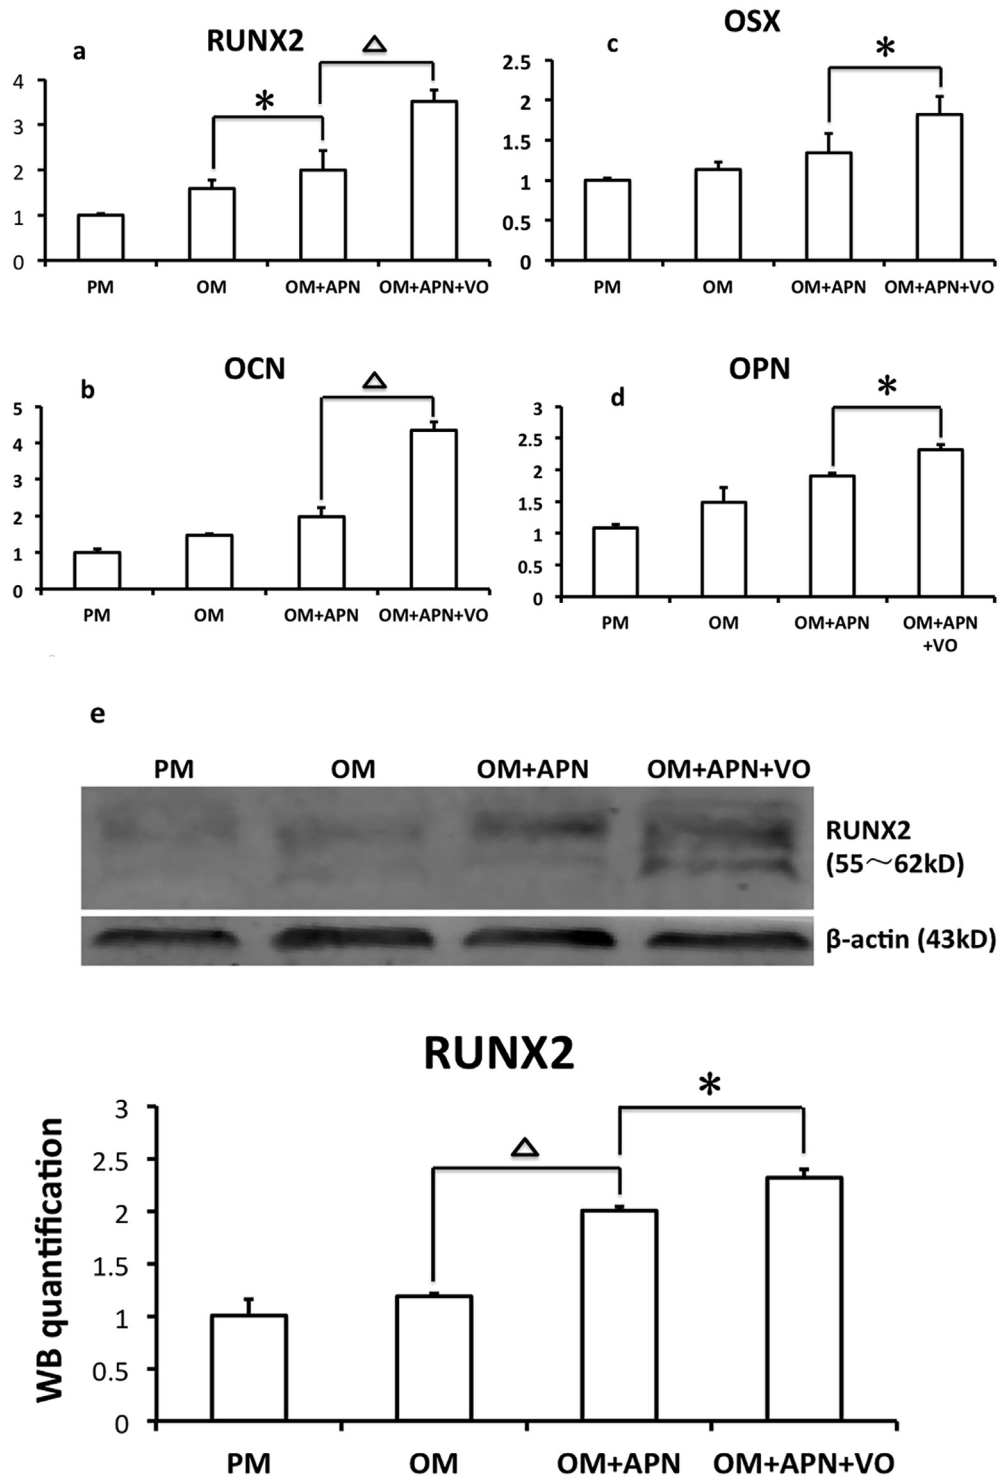 a
RUNX2
△
*
4
3
2
1
0
PM OM OM+APN OM+APN+VO
c
OSX
*
2.5
2
1.5
1
0.5
0
PM OM OM+APN OM+APN+VO
b
OCN
△
5
4
3
2
1
0
PM OM OM+APN OM+APN+VO
d
OPN
*
3
2.5
2
1.5
1
0.5
0
PM OM OM+APN OM+APN
+VO
e
PM OM OM+APN OM+APN+VO
RUNX2
(55～62kD)
β-actin (43kD)
RUNX2
*
△
WB quantification
3
2.5
2
1.5
1
0.5
0
PM OM OM+APN OM+APN+VO